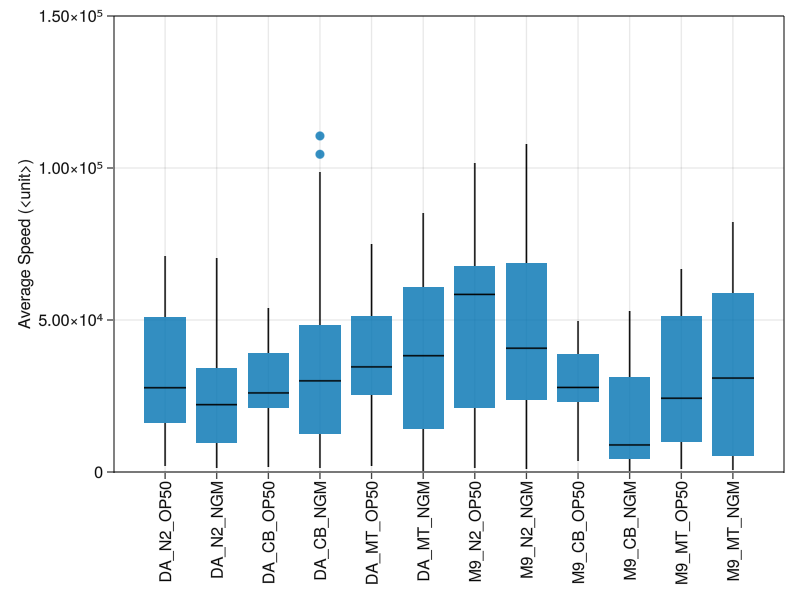 1.50×10⁵
1.00×10⁵
5.00×10⁴
0
Average Speed (<unit>)
DA_N2_OP50
DA_N2_NGM
DA_CB_OP50
DA_CB_NGM
DA_MT_OP50
DA_MT_NGM
M9_N2_OP50
M9_N2_NGM
M9_CB_OP50
M9_CB_NGM
M9_MT_OP50
M9_MT_NGM